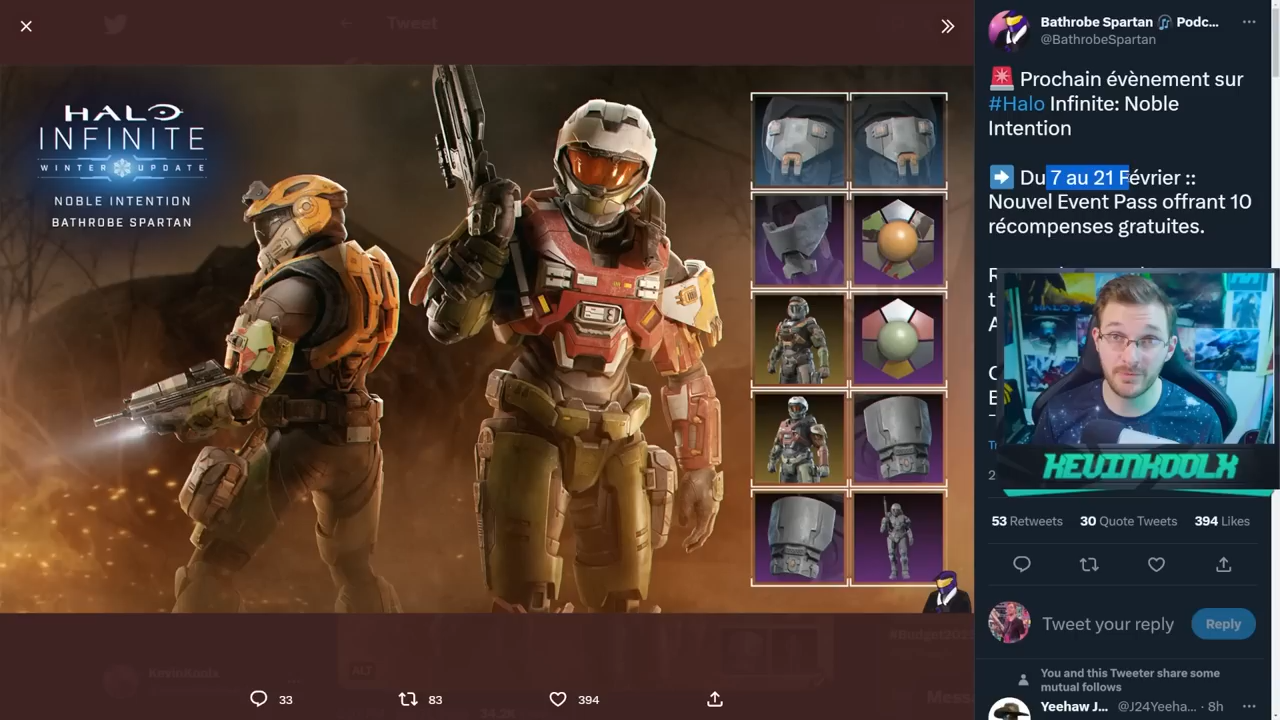 Tweet
Bathrobe Spartan Podc...
@BathrobeSpartan
🚨 Prochain évènement sur
#Halo Infinite: Noble
Intention
➡️ Du 7 au 21 Février ::
Nouvel Event Pass offrant 10
récompenses gratuites.
HALO
INFINITE
WINTER UPDATE
NOBLE INTENTION
BATHROBE SPARTAN
KEVINKOOLX
53 Retweets 30 Quote Tweets 394 Likes
Tweet your reply
Reply
You and this Tweeter share some
mutual follows
Yeehaw J... @J24Yeeha... · 8h
KevinKoolx
ALT
33 83 394